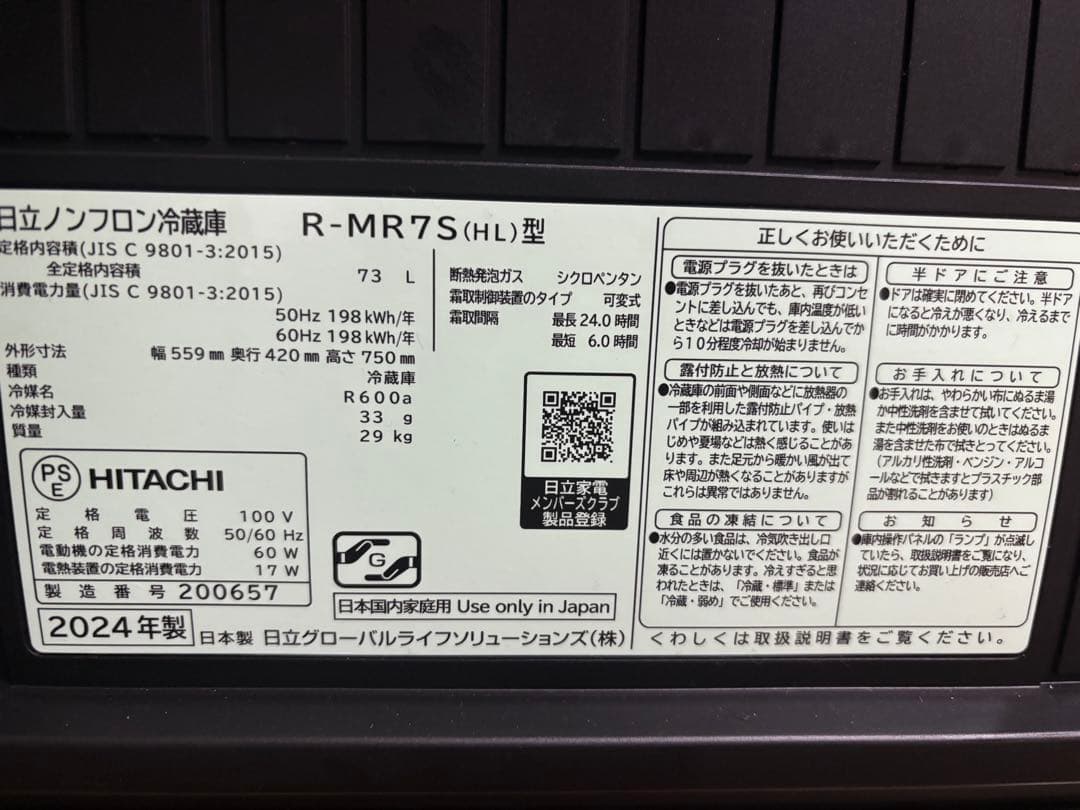 日立ノンフロン冷蔵庫 R-MR7S(HL)型
定格内容積(JIS C 9801-3:2015)
全定格内容積 73 L
消費電力量(JIS C 9801-3:2015)
50Hz 198 kWh/年
60Hz 198 kWh/年
外形寸法 幅 559 mm 奥行 420 mm 高さ 750 mm
種類 冷蔵庫
冷媒名 R600a
冷媒封入量 33 g
質量 29 kg
断熱発泡ガス シクロペンタン
霜取制御装置のタイプ 可変式
霜取間隔 最長 24.0 時間
最短 6.0 時間
PS
E
HITACHI
定格電圧 100 V
定格周波数 50/60 Hz
電動機の定格消費電力 60 W
電熱装置の定格消費電力 17 W
製造番号 200657
2024年製
日本製 日立グローバルライフソリューションズ(株)
日立家電
メンバーズクラブ
製品登録
G
日本国内家庭用 Use only in Japan
正しくお使いいただくために
電源プラグを抜いたときは
●電源プラグを抜いたあと、再びコンセ
ントに差し込んでも、庫内温度が低い
ときなどは電源プラグを差し込んでか
ら10分程度冷却が始まりません。
露付防止と放熱について
●冷蔵庫の前面や側面などに放熱器の
一部を利用した露付防止パイプ・放熱
パイプが組み込まれています。使いは
じめや夏場などは熱く感じることがあ
ります。また足元から暖かい風が出て
床や周辺が熱くなることがありますが
これらは異常ではありません。
食品の凍結について
●水分の多い食品は、冷気吹き出し口
近くには置かないでください。食品が
凍ることがあります。冷えすぎると思
われたときは、「冷蔵・標準」または
「冷蔵・弱め」でご使用ください。
半ドアにご注意
●ドアは確実に閉めてください。半ドア
になると冷えが悪くなり、冷えるまで
に時間がかかります。
お手入れについて
●お手入れは、やわらかい布にぬるま湯
か中性洗剤を含ませて拭いてください。
また中性洗剤をお使いのときはぬるま
湯を含ませた布で拭きとってください。
(アルカリ性洗剤・ベンジン・アルコ
ールなどで拭きますとプラスチック部
品が割れることがあります)
お知らせ
●庫内操作パネルの「ランプ」が点滅し
ていたら、取扱説明書をご覧になり、
状況に応じてお買い上げの販売店へご
連絡ください。
くわしくは取扱説明書をご覧ください。